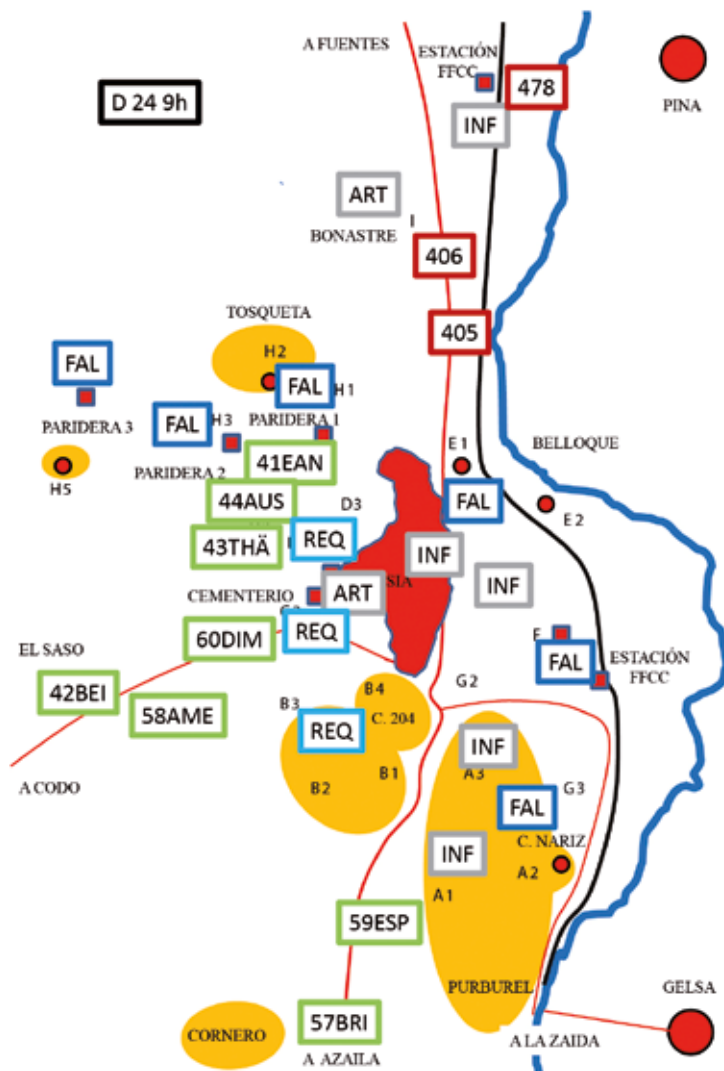 A FUENTES
ESTACIÓN
FFCC
478
PINA
D 24 9h
INF
ART
I
BONASTRE
406
TOSQUETA
405
H2
FAL
FAL
H1
PARIDERA 3
FAL
H3
PARIDERA 1
BELLOQUE
E1
41EAN
PARIDERA 2
H5
44AUS
D3
FAL
E2
43THÄ
REQ
INF
INF
CEMENTERIO
ART
SIA
60DIM
REQ
F
EL SASO
FAL
ESTACIÓN
FFCC
42BEI
58AME
B4
G2
B3
C. 204
REQ
INF
A3
B1
B2
G3
FAL
C. NARIZ
INF
A2
A1
A CODO
59ESP
PURBUREL
GELSA
57BRI
CORNERO
A LA ZAIDA
A AZAILA